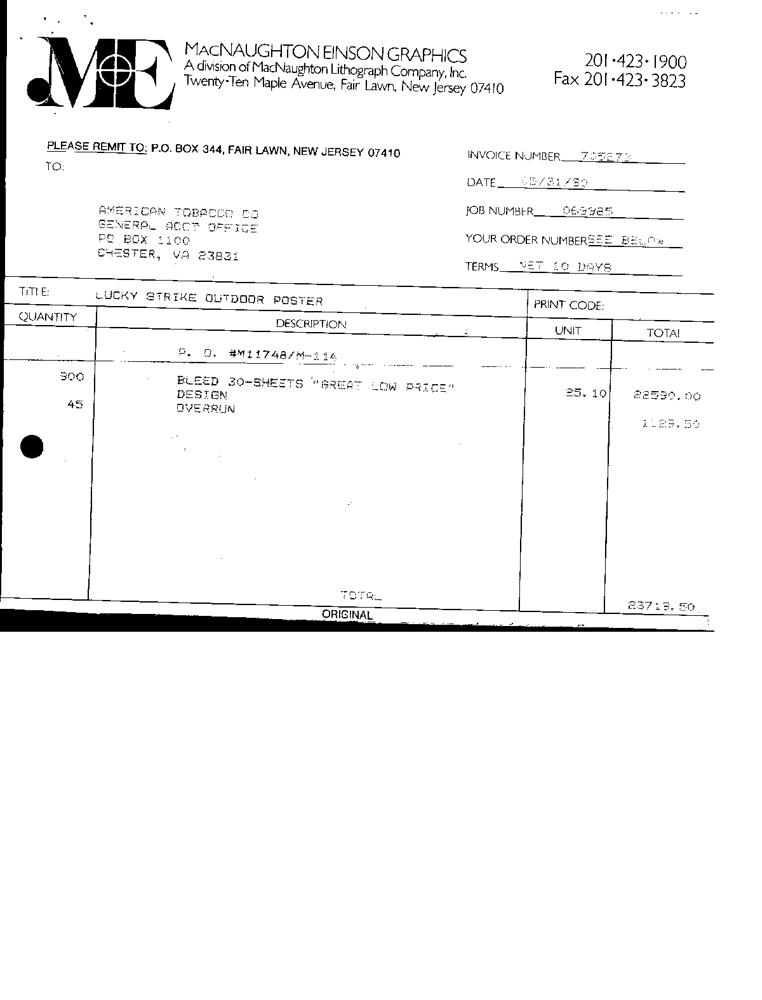 ME
MACNAUGHTON EINSON GRAPHICS
A division of MacNaughton Lithograph Company, Inc.
Twenty-Ten Maple Avenue, Fair Lawn, New Jersey 07410
201·423·1900
Fax 201·423·3823
PLEASE REMIT TO: P.O. BOX 344, FAIR LAWN, NEW JERSEY 07410
TO:
INVOICE NUMBER
DATE
AMERICAN TOBACCO CO
GENERAL ACCT OFFICE
PO BOX 1100
CHESTER, VA 23831
JOB NUMBER 069985
YOUR ORDER NUMBER SEE BELOW
TERMS NET 10 DAYS
TITLE: LUCKY STRIKE OUTDOOR POSTER
PRINT CODE:
QUANTITY DESCRIPTION UNIT TOTAL
P. O. #M11748/M-114
900 BLEED 30-SHEETS "GREAT LOW PRICE" 25.10 22590.00
DESIGN
45 OVERRUN 1129.50
TOTAL 23719.50
ORIGINAL